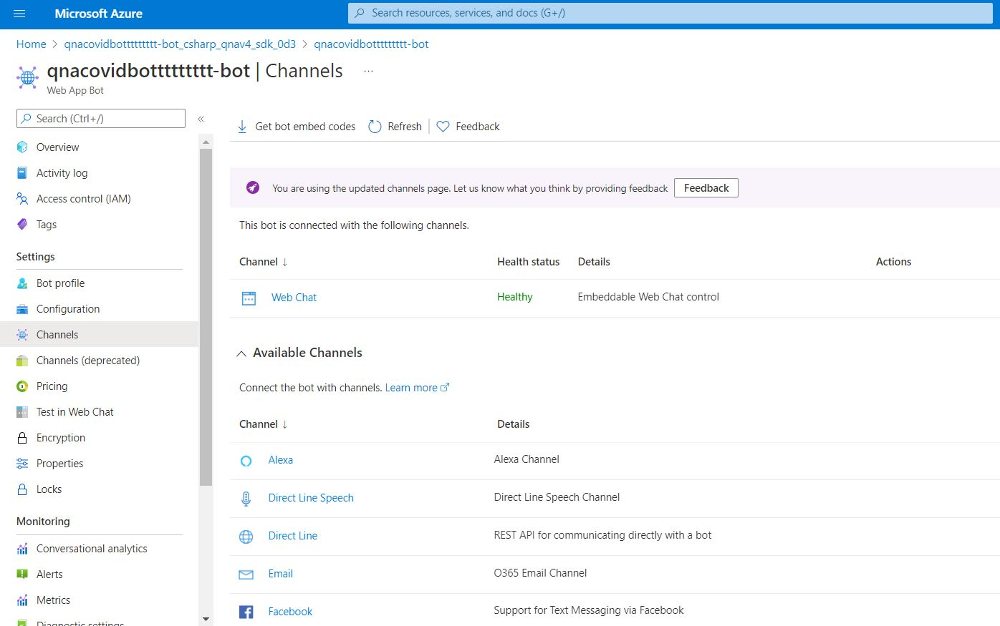 Microsoft Azure
Search resources, services, and docs (G+/)
Home > qnacovidbottttttttt-bot_csharp_qnav4_sdk_0d3 > qnacovidbottttttttt-bot
qnacovidbottttttttt-bot | Channels ...
Web App Bot
Search (Ctrl+/)
«
Overview
Activity log
Access control (IAM)
Tags
Settings
Bot profile
Configuration
Channels
Channels (deprecated)
Pricing
Test in Web Chat
Encryption
Properties
Locks
Monitoring
Conversational analytics
Alerts
Metrics
Diagnostic settings
Get bot embed codes
Refresh
Feedback
You are using the updated channels page. Let us know what you think by providing feedback Feedback
This bot is connected with the following channels.
Channel ↓ Health status Details Actions
Web Chat Healthy Embeddable Web Chat control
Available Channels
Connect the bot with channels. Learn more
Channel ↓ Details
Alexa Alexa Channel
Direct Line Speech Direct Line Speech Channel
Direct Line REST API for communicating directly with a bot
Email O365 Email Channel
Facebook Support for Text Messaging via Facebook